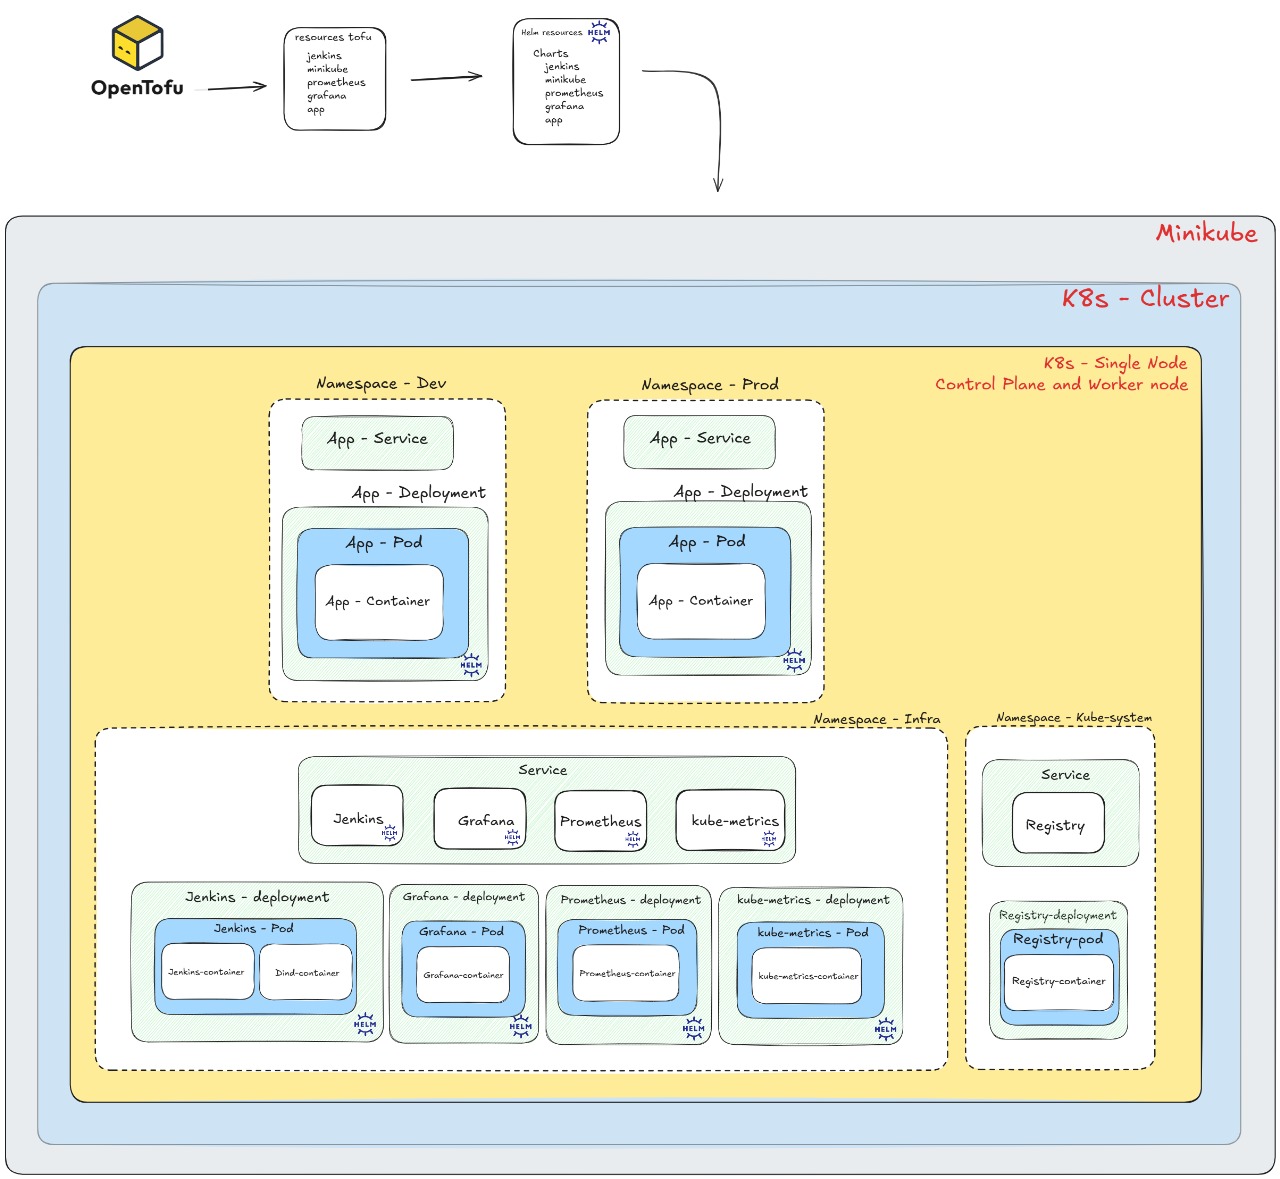 OpenTofu
resources tofu
jenkins
minikube
prometheus
grafana
app
Helm resources
HELM
Charts
jenkins
minikube
prometheus
grafana
app
Minikube
K8s - Cluster
K8s - Single Node
Control Plane and Worker node
Namespace - Dev
App - Service
App - Deployment
App - Pod
App - Container
HELM
Namespace - Prod
App - Service
App - Deployment
App - Pod
App - Container
HELM
Namespace - Infra
Service
Jenkins
HELM
Grafana
HELM
Prometheus
HELM
kube-metrics
HELM
Jenkins - deployment
Jenkins - Pod
Jenkins-container
Dind-container
HELM
Grafana - deployment
Grafana - Pod
Grafana-container
HELM
Prometheus - deployment
Prometheus - Pod
Prometheus-container
HELM
kube-metrics - deployment
kube-metrics - Pod
kube-metrics-container
HELM
Namespace - Kube-system
Service
Registry
Registry-deployment
Registry-pod
Registry-container